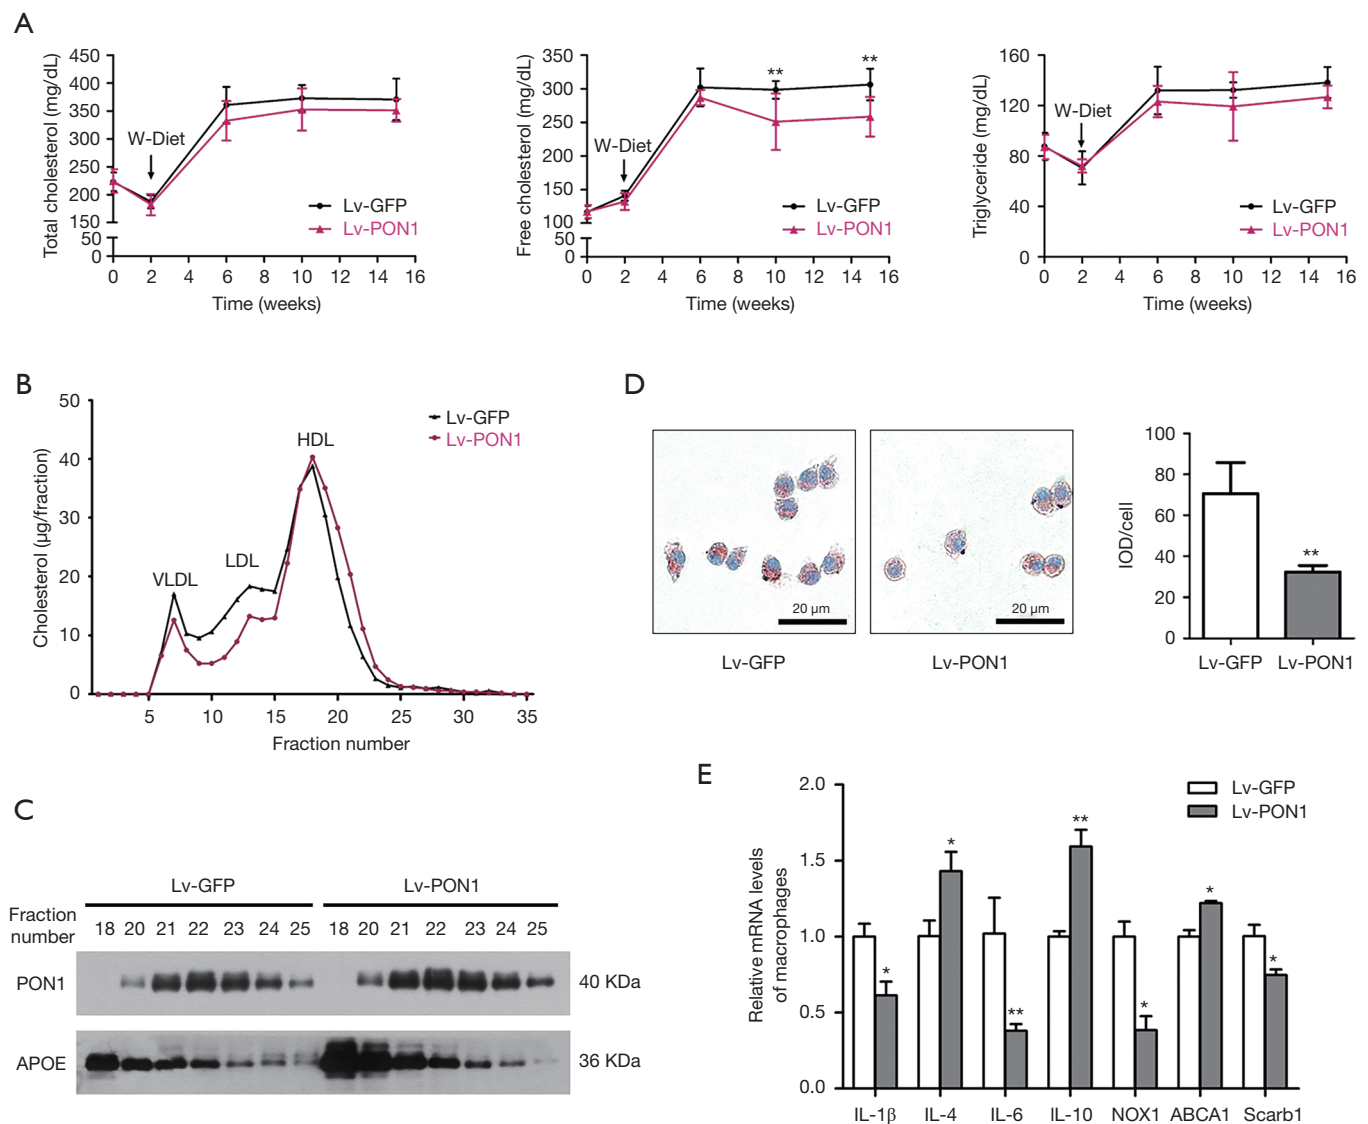 A
Total cholesterol (mg/dL)
450
400
350
300
250
200
150
50
0
W-Diet
Lv-GFP
Lv-PON1
0 2 4 6 8 10 12 14 16
Time (weeks)
Free cholesterol (mg/dL)
350
300
250
200
150
100
50
0
W-Diet
** **
Lv-GFP
Lv-PON1
0 2 4 6 8 10 12 14 16
Time (weeks)
Triglyceride (mg/dL)
160
120
80
40
0
W-Diet
Lv-GFP
Lv-PON1
0 2 4 6 8 10 12 14 16
Time (weeks)
B
Cholesterol (µg/fraction)
50
40
30
20
10
0
VLDL
LDL
HDL
Lv-GFP
Lv-PON1
5 10 15 20 25 30 35
Fraction number
D
20 µm
20 µm
Lv-GFP
Lv-PON1
IOD/cell
100
80
60
40
20
0
**
Lv-GFP Lv-PON1
C
Lv-GFP Lv-PON1
Fraction
number
18 20 21 22 23 24 25 18 20 21 22 23 24 25
PON1 40 KDa
APOE 36 KDa
E
Relative mRNA levels
of macrophages
2.0
1.5
1.0
0.5
0.0
Lv-GFP
Lv-PON1
* * ** ** * * *
IL-1β IL-4 IL-6 IL-10 NOX1 ABCA1 Scarb1